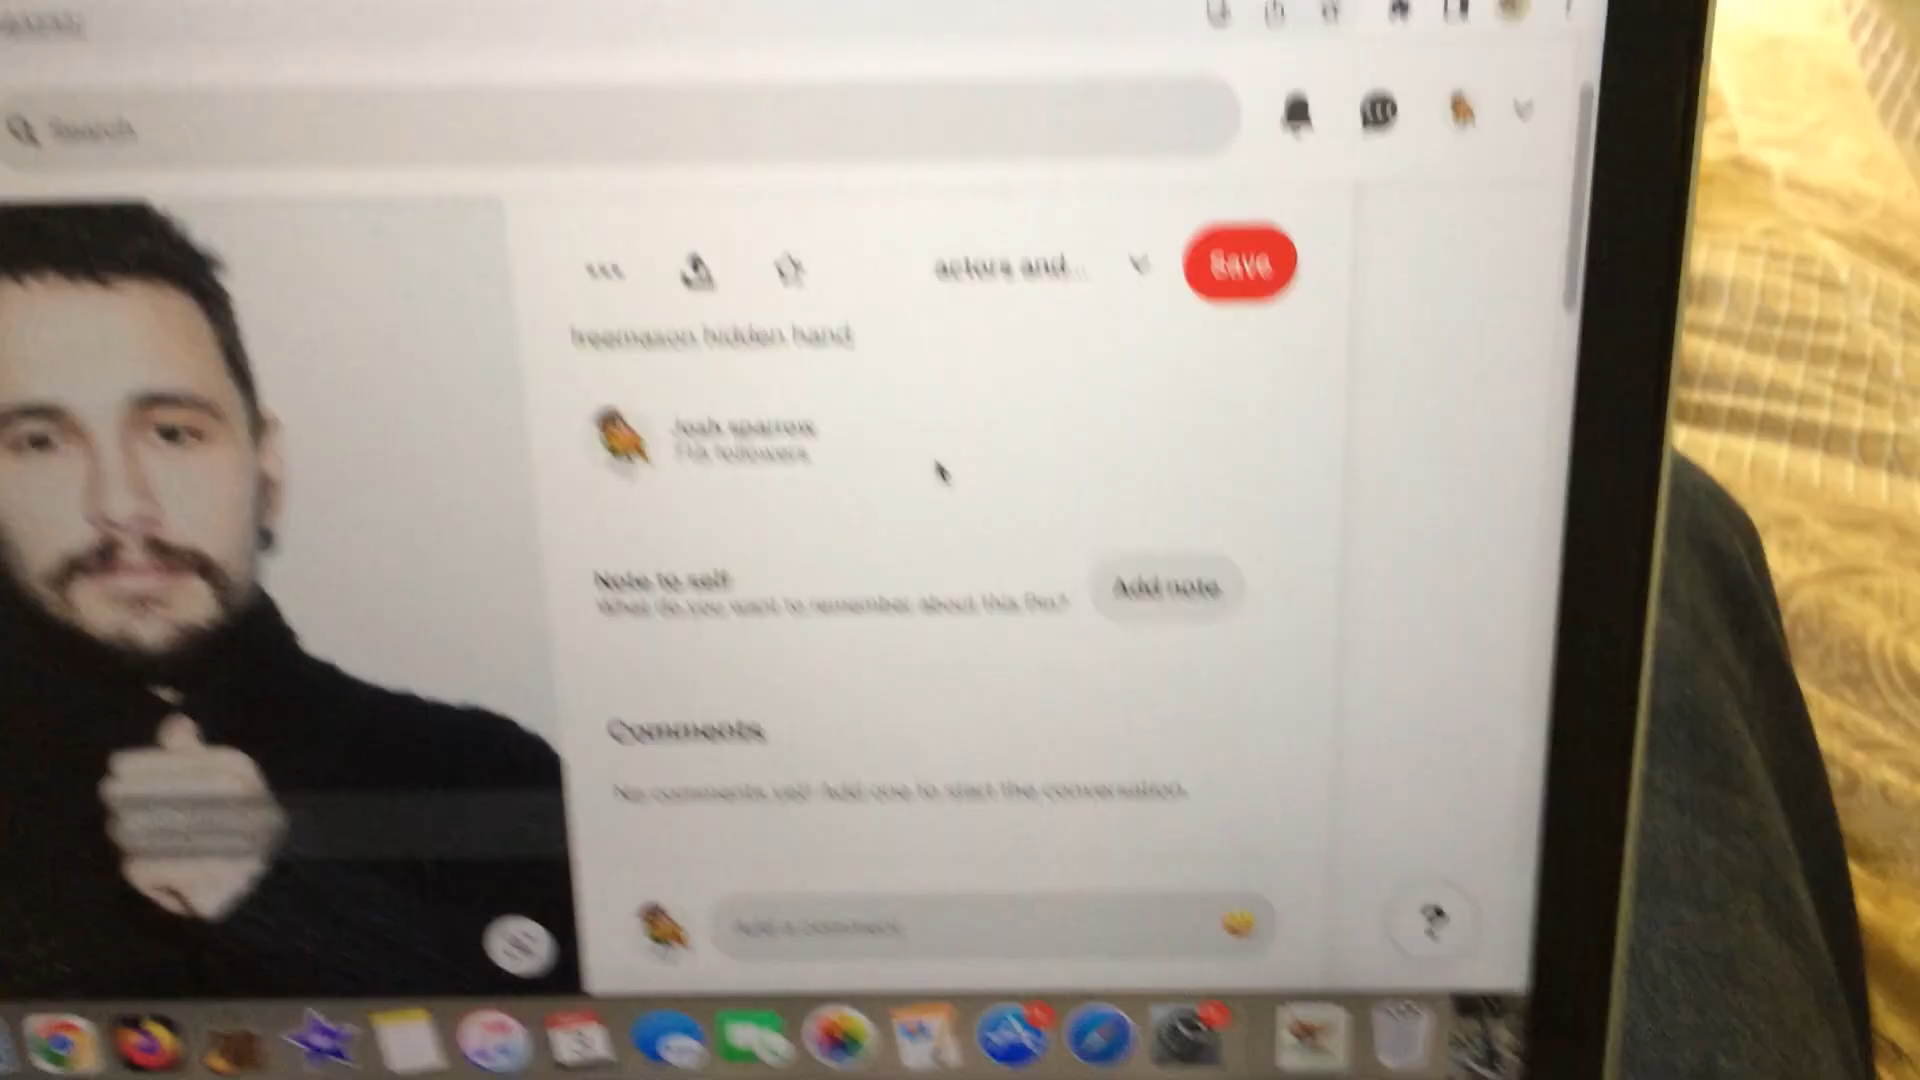 Search
actors and...
Save
freemason hidden hand
Josh sparrow
followers
Note to self
What do you want to remember about this Pin?
Add note
Comments
No comments yet! Add one to start the conversation.
Add a comment